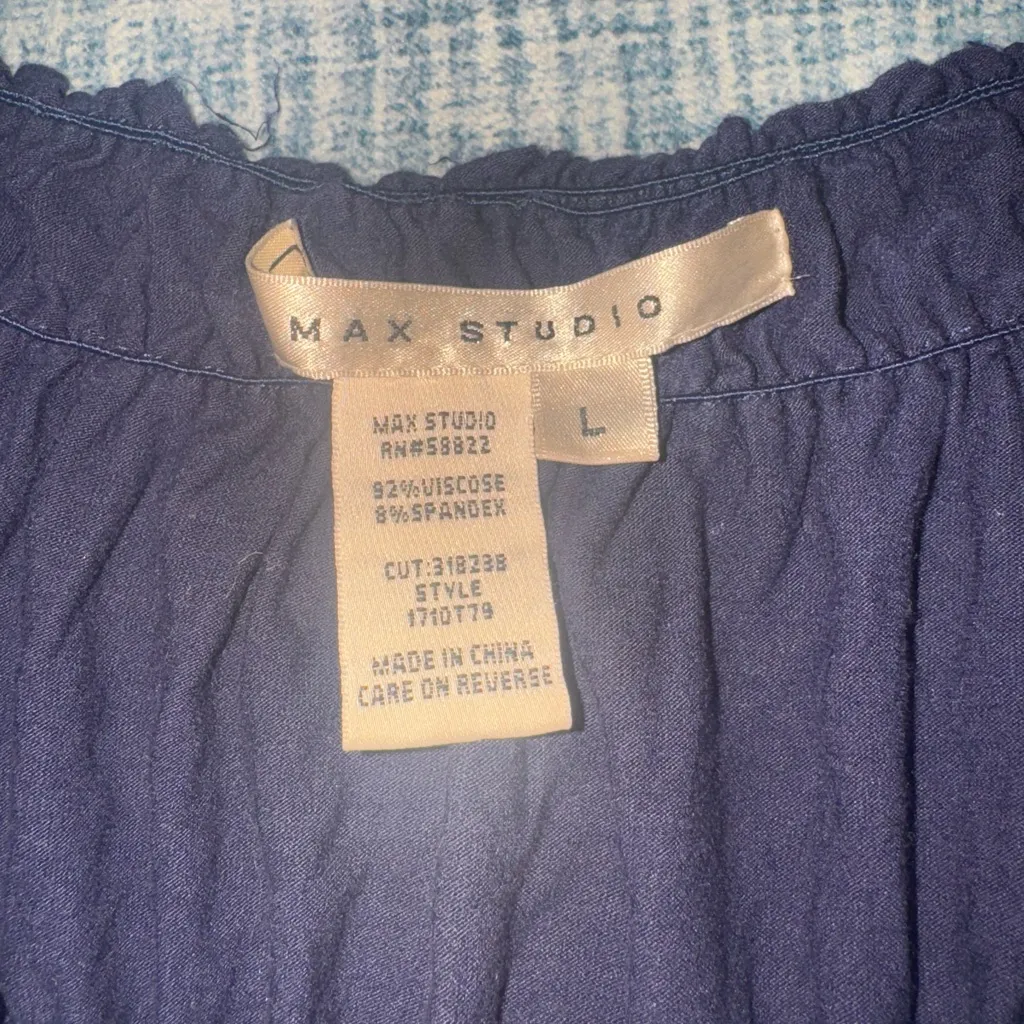 MAX STUDIO
L
MAX STUDIO
RN#58822
92%VISCOSE
8%SPANDEX
CUT:318238
STYLE
1710T79
MADE IN CHINA
CARE ON REVERSE